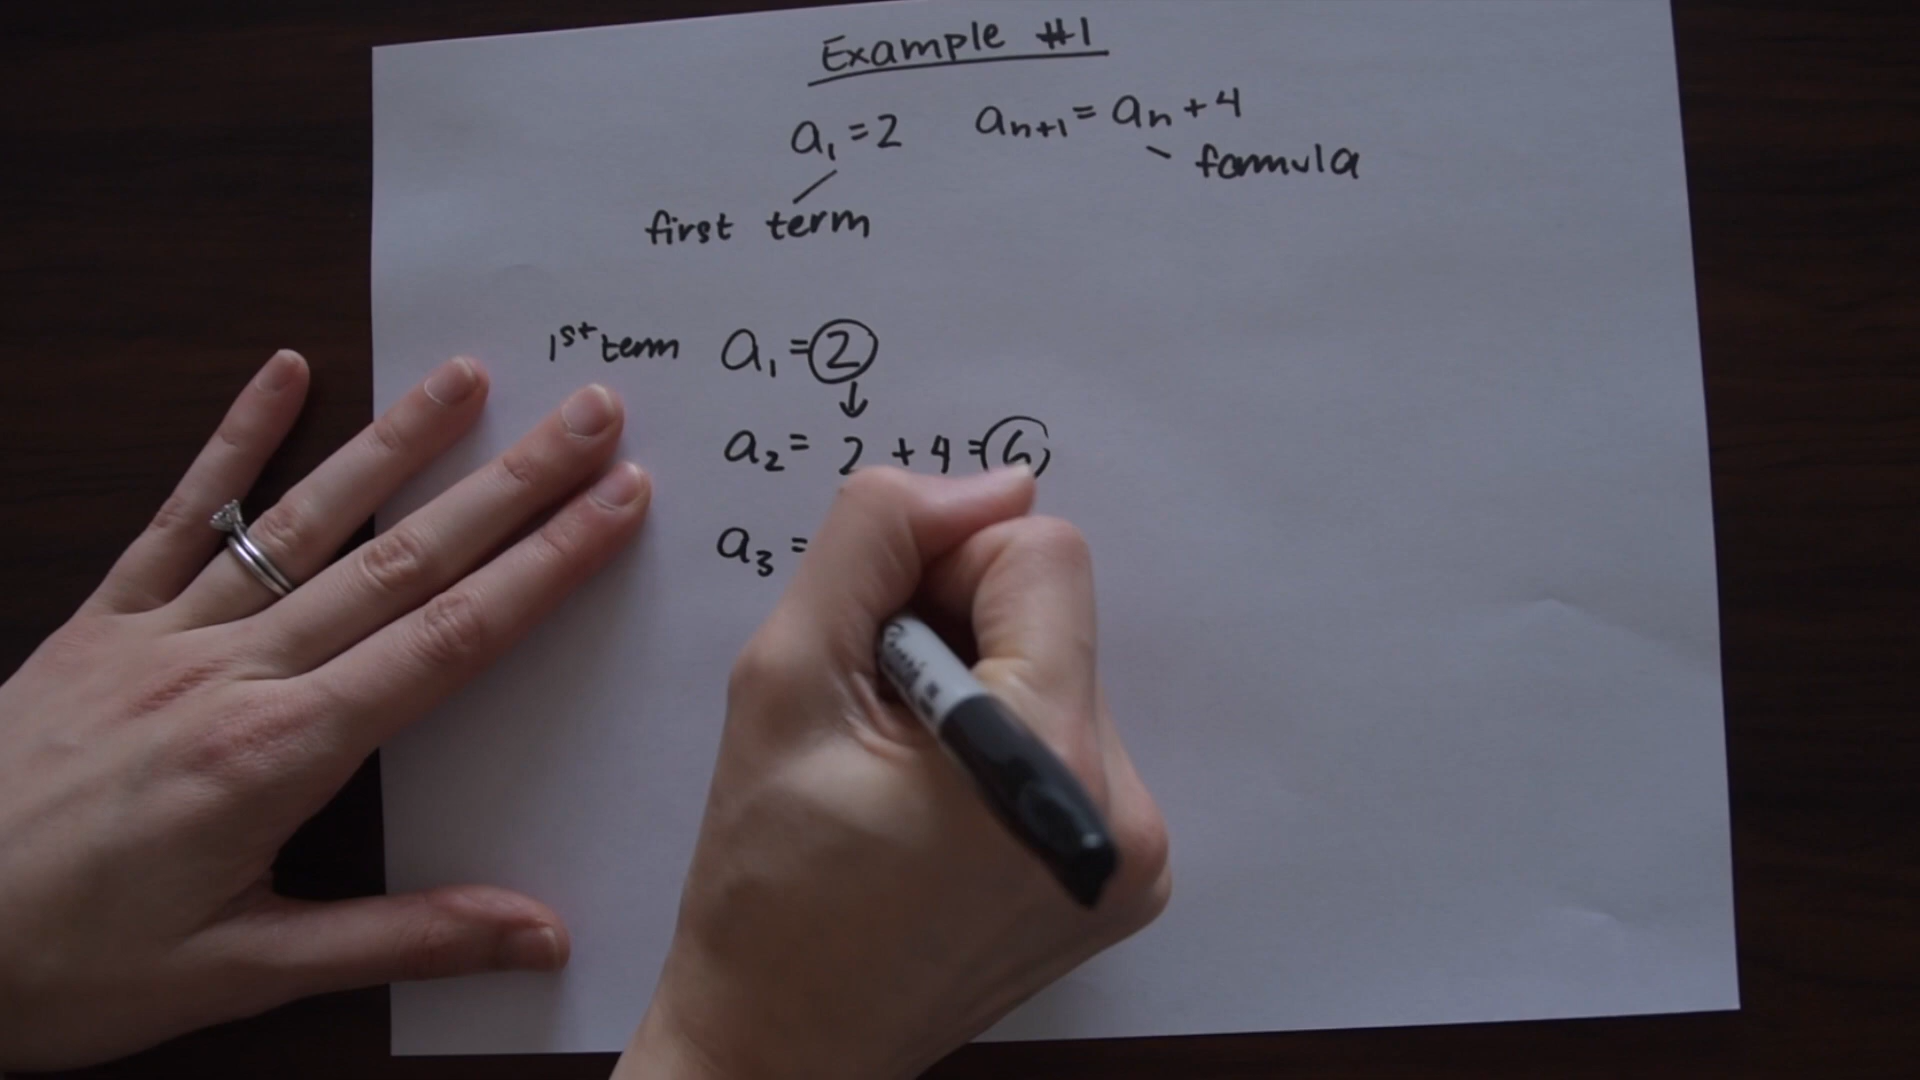 Example #1
a₁ = 2 aₙ₊₁ = aₙ + 4
formula
first term
1st term a₁ = 2
a₂ = 2 + 4 = 6
a₃ =